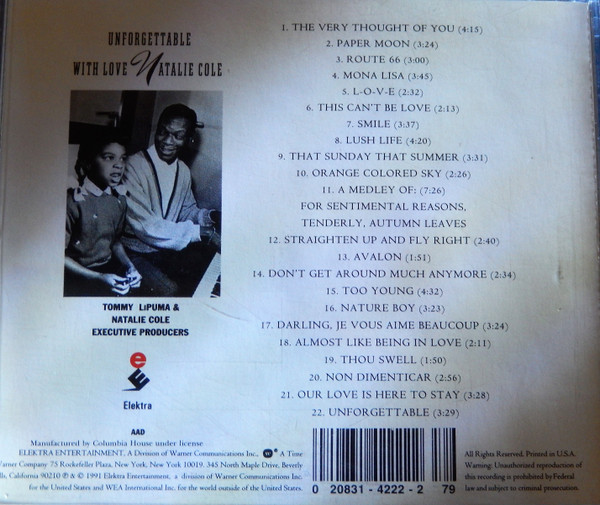 UNFORGETTABLE
WITH LOVE NATALIE COLE
TOMMY LiPUMA &
NATALIE COLE
EXECUTIVE PRODUCERS
Elektra
AAD
1. THE VERY THOUGHT OF YOU (4:15)
2. PAPER MOON (3:24)
3. ROUTE 66 (3:00)
4. MONA LISA (3:45)
5. L-O-V-E (2:32)
6. THIS CAN'T BE LOVE (2:13)
7. SMILE (3:37)
8. LUSH LIFE (4:20)
9. THAT SUNDAY THAT SUMMER (3:31)
10. ORANGE COLORED SKY (2:26)
11. A MEDLEY OF: (7:26)
FOR SENTIMENTAL REASONS,
TENDERLY, AUTUMN LEAVES
12. STRAIGHTEN UP AND FLY RIGHT (2:40)
13. AVALON (1:51)
14. DON'T GET AROUND MUCH ANYMORE (2:34)
15. TOO YOUNG (4:32)
16. NATURE BOY (3:23)
17. DARLING, JE VOUS AIME BEAUCOUP (3:24)
18. ALMOST LIKE BEING IN LOVE (2:11)
19. THOU SWELL (1:50)
20. NON DIMENTICAR (2:56)
21. OUR LOVE IS HERE TO STAY (3:28)
22. UNFORGETTABLE (3:29)
Manufactured by Columbia House under license
ELEKTRA ENTERTAINMENT, A Division of Warner Communications Inc., ® A Time
Warner Company 75 Rockefeller Plaza, New York, New York 10019. 345 North Maple Drive, Beverly
lls, California 90210 ℗ & © 1991 Elektra Entertainment, a division of Warner Communications Inc.
for the United States and WEA International Inc. for the world outside of the United States.
0 20831-4222-2 79
All Rights Reserved. Printed in U.S.A.
Warning: Unauthorized reproduction of
this recording is prohibited by Federal
law and subject to criminal prosecution.